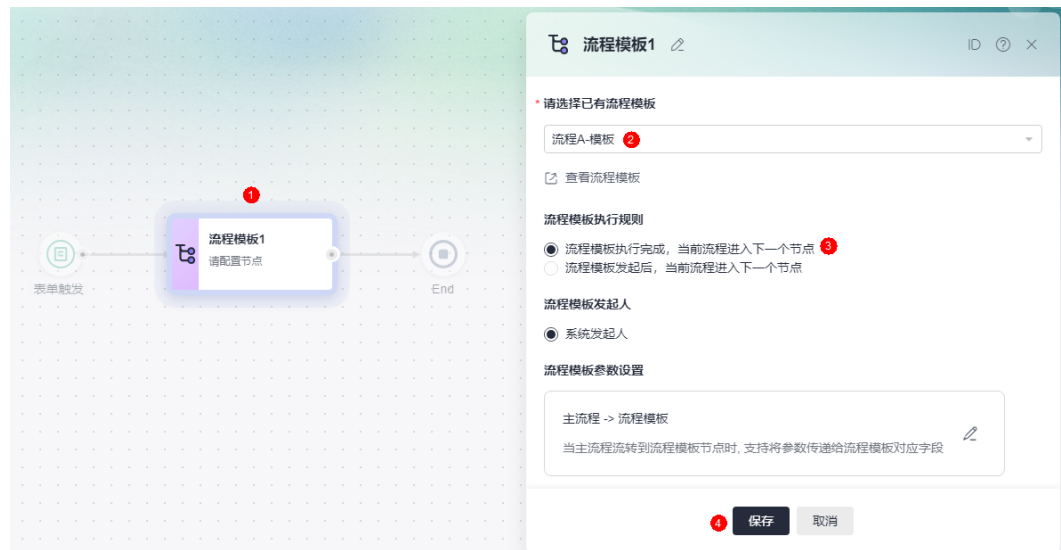 1
流程模板1
请配置节点
表单触发
End
流程模板1
ID
* 请选择已有流程模板
流程A-模板 2
查看流程模板
流程模板执行规则
流程模板执行完成，当前流程进入下一个节点 3
流程模板发起后，当前流程进入下一个节点
流程模板发起人
系统发起人
流程模板参数设置
主流程 -> 流程模板
当主流程流转到流程模板节点时, 支持将参数传递给流程模板对应字段
4 保存 取消